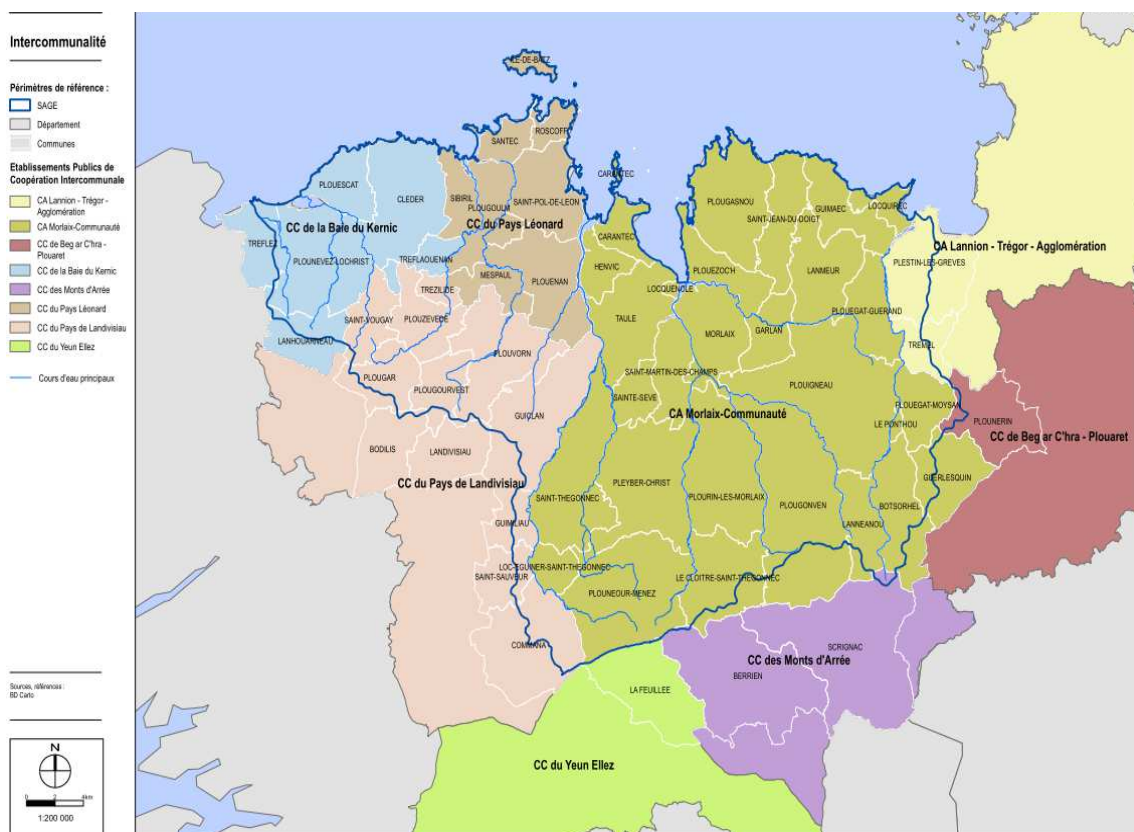 Intercommunalité
Périmètres de référence :
SAGE
Département
Communes
Etablissements Publics de
Coopération Intercommunale
CA Lannion - Trégor -
Agglomération
CA Morlaix-Communauté
CC de Beg ar C'hra -
Plouaret
CC de la Baie du Kernic
CC des Monts d'Arrée
CC du Pays Léonard
CC du Pays de Landivisiau
CC du Yeun Ellez
Cours d'eau principaux
Sources, références :
BD Carto
N
0 2 4km
1:200 000
ILE-DE-BATZ
ROSCOFF
SANTEC
CARANTEC
PLOUESCAT
CLEDER
SIBIRIL
PLOUGOULM
SAINT-POL-DE-LEON
PLOUGASNOU
SAINT-JEAN-DU-DOIGT
GUIMAEC
LOCQUIREC
CC de la Baie du Kernic
CC du Pays Léonard
CARANTEC
TREFLEZ
PLOUNEVEZ-LOCHRIST
TREFLAOUENAN
CA Lannion - Trégor - Agglomération
PLESTIN-LES-GREVES
HENVIC
PLOUEZOCH
LANMEUR
MESPAUL
PLOUENAN
TREZILIDE
LOCQUENOLE
SAINT-VOUGAY
PLOUZEVEDE
TAULE
MORLAIX
GARLAN
PLOUEGAT-GUERAND
LANHOUARNEAU
TREMEL
PLOUVORN
PLOUGAR
PLOUGOURVEST
SAINT-MARTIN-DES-CHAMPS
PLOUIGNEAU
SAINTE-SEVE
GUICLAN
CA Morlaix-Communauté
PLOUEGAT-MOYSAN
LE PONTHOU
PLOUNERIN
CC de Beg ar C'hra - Plouaret
BODILIS
LANDIVISIAU
CC du Pays de Landivisiau
PLEYBER-CHRIST
GUERLESQUIN
SAINT-THEGONNEC
PLOURIN-LES-MORLAIX
PLOUGONVEN
BOTSORHEL
LANNEANOU
GUIMILIAU
LOC-EGUINER-SAINT-THEGONNEC
SAINT-SAUVEUR
LE CLOITRE-SAINT-THEGONNEC
PLOUNEOUR-MENEZ
COMMANA
SCRIGNAC
CC des Monts d'Arrée
BERRIEN
LA FEUILLEE
CC du Yeun Ellez